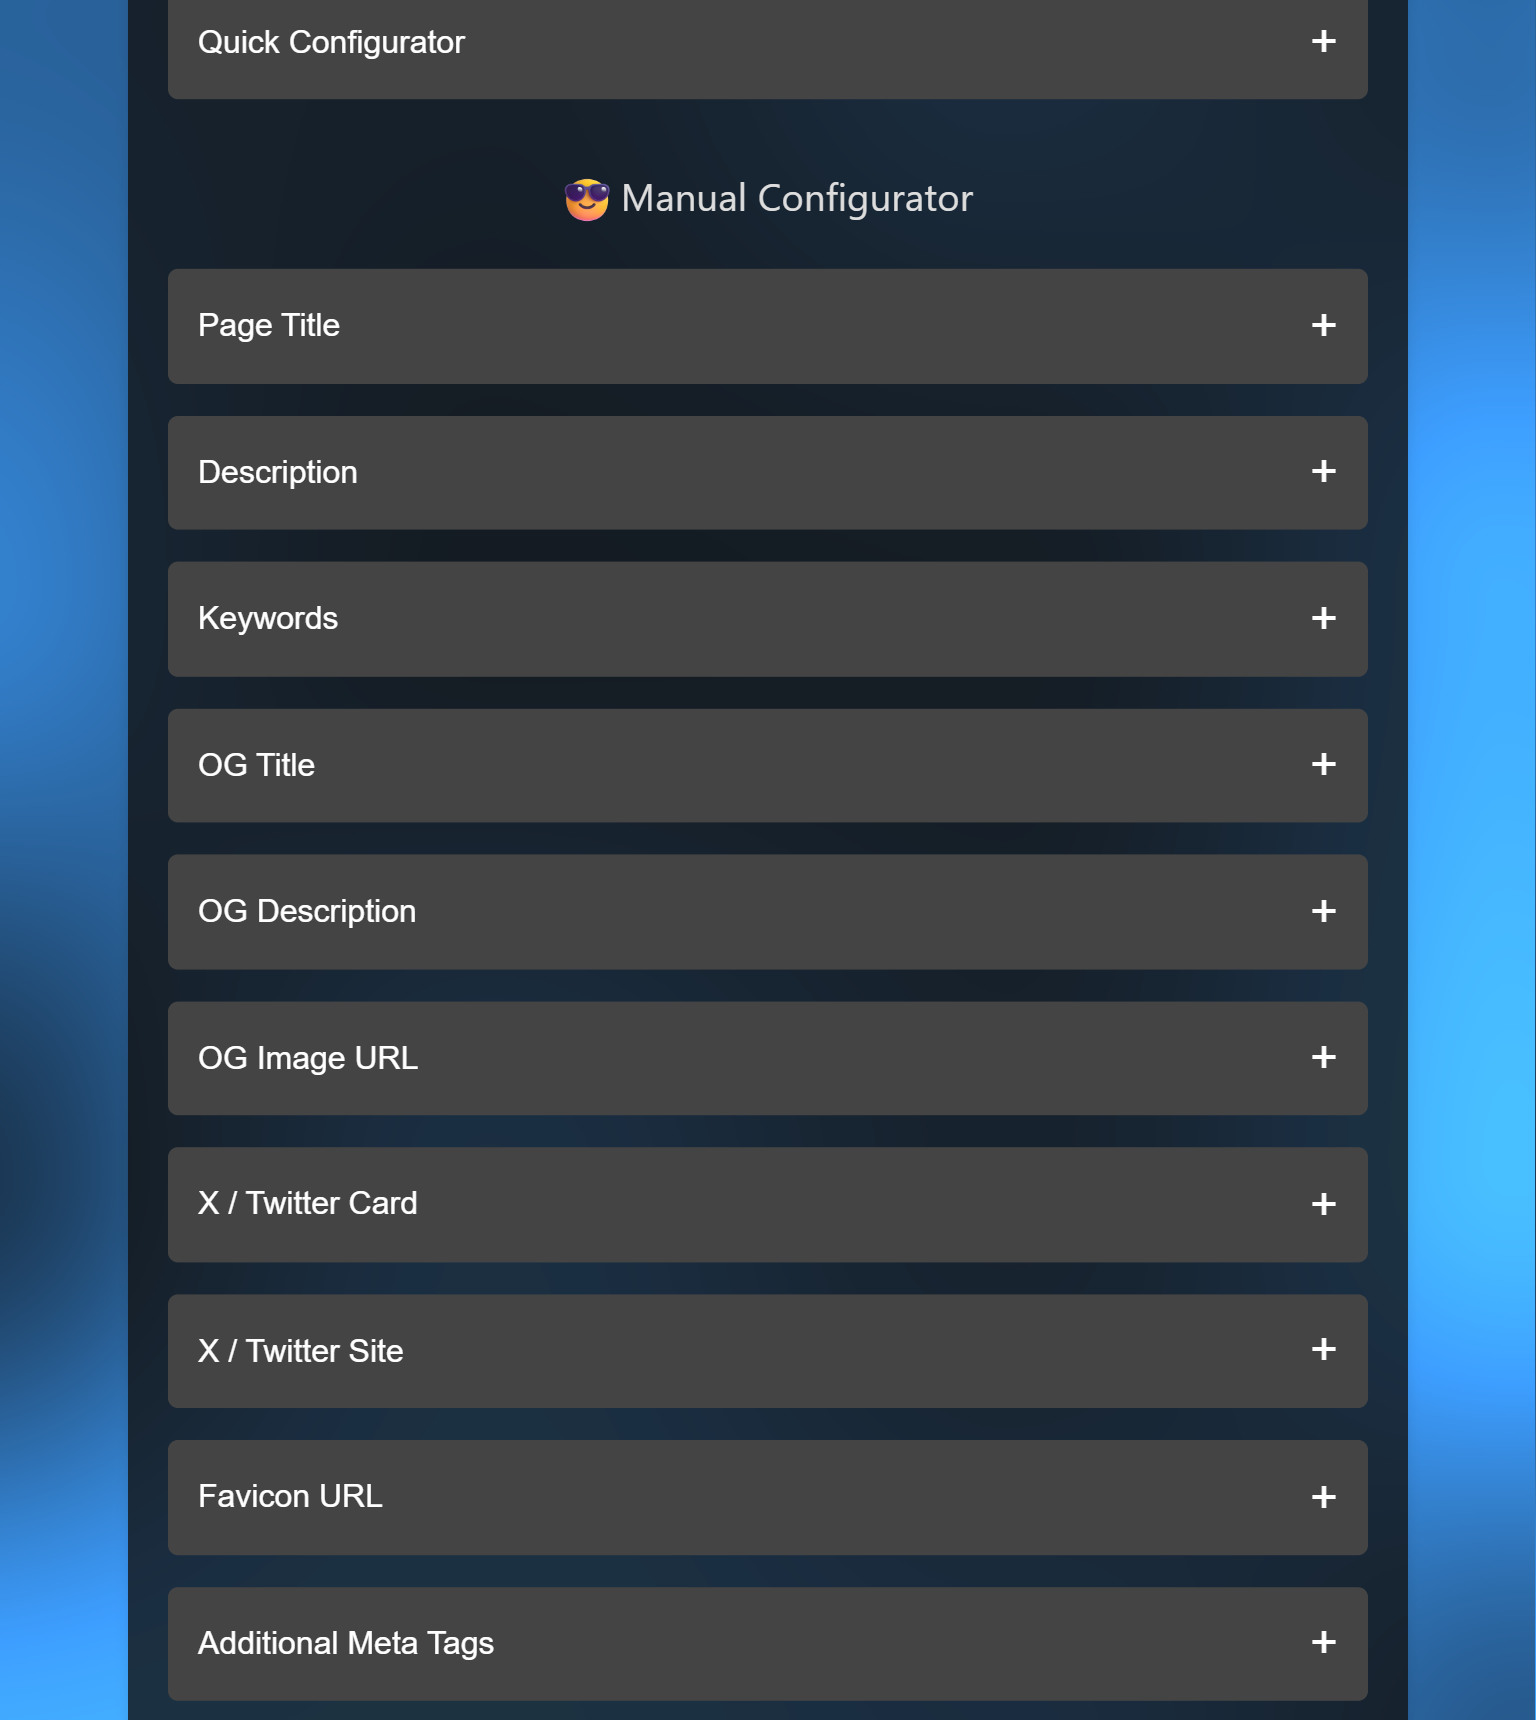 Quick Configurator
😎 Manual Configurator
Page Title
Description
Keywords
OG Title
OG Description
OG Image URL
X / Twitter Card
X / Twitter Site
Favicon URL
Additional Meta Tags